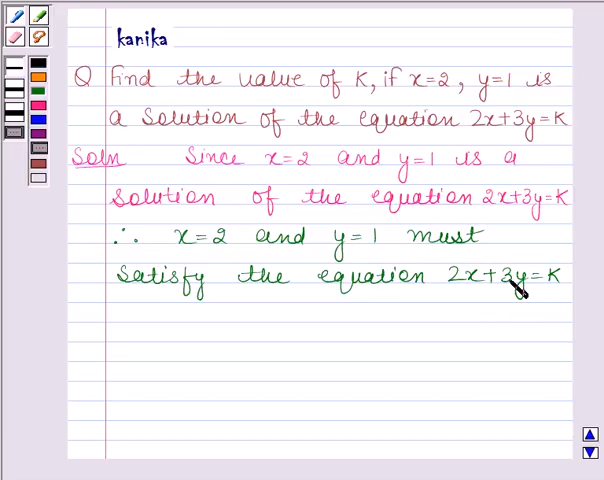 kanika
Q Find the value of K, if x=2, y=1 is
a solution of the equation 2x+3y=K
Soln Since x=2 and y=1 is a
solution of the equation 2x+3y=K
∴ x=2 and y=1 must
satisfy the equation 2x+3y=K